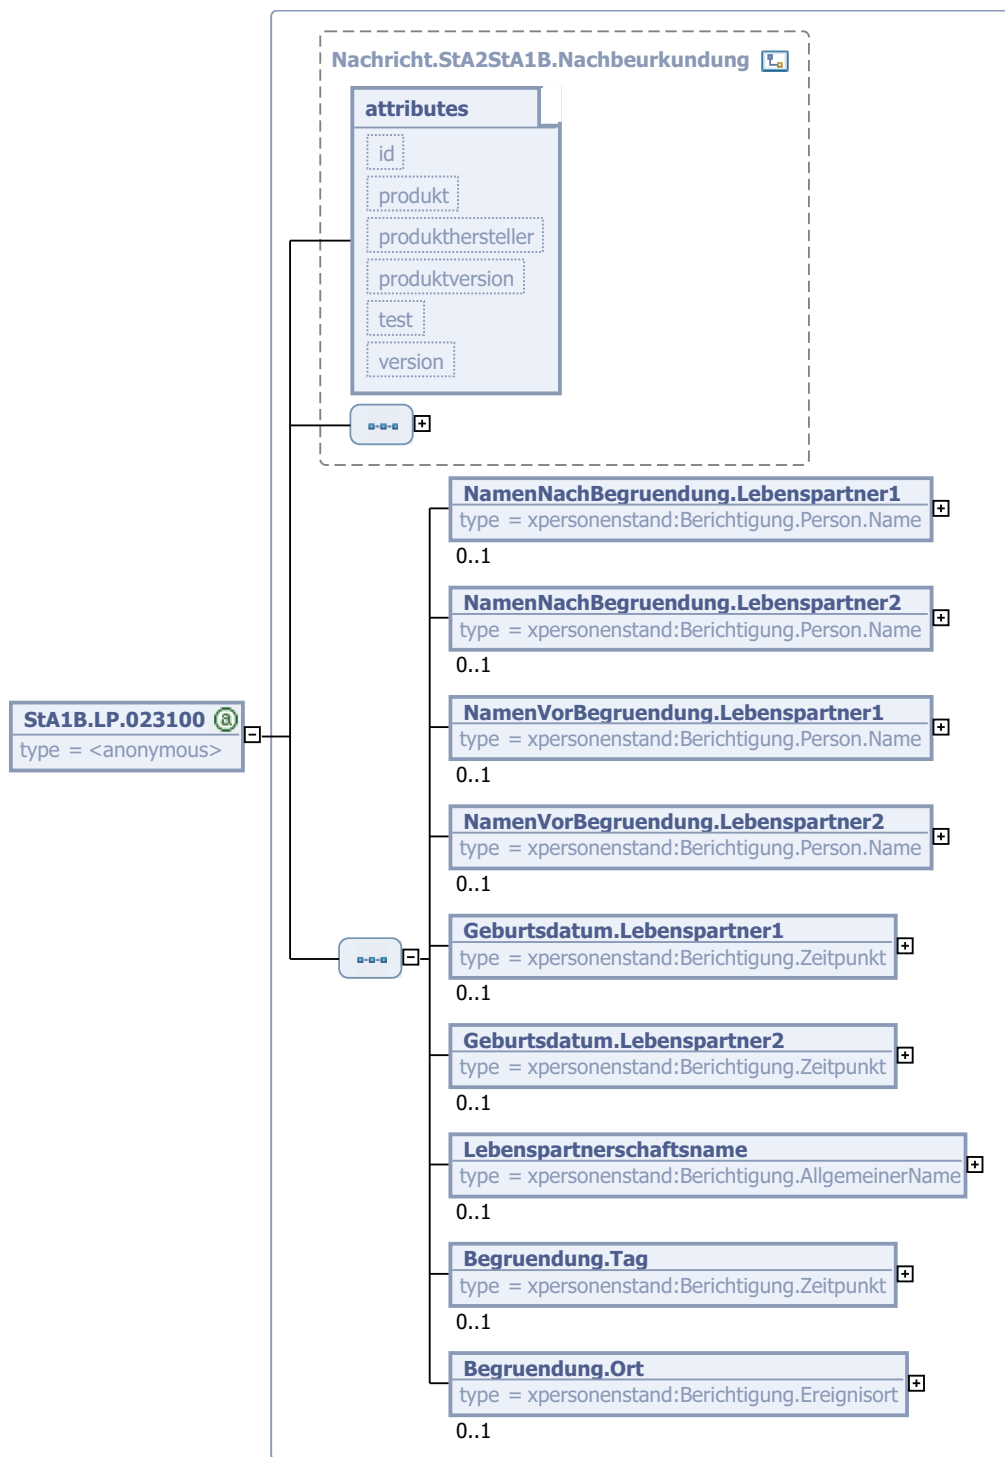 Nachricht.StA2StA1B.Nachbeurkundung
attributes
id
produkt
produkthersteller
produktversion
test
version
NamenNachBegruendung.Lebenspartner1
type = xpersonenstand:Berichtigung.Person.Name
0..1
NamenNachBegruendung.Lebenspartner2
type = xpersonenstand:Berichtigung.Person.Name
0..1
StA1B.LP.023100 @
type = <anonymous>
NamenVorBegruendung.Lebenspartner1
type = xpersonenstand:Berichtigung.Person.Name
0..1
NamenVorBegruendung.Lebenspartner2
type = xpersonenstand:Berichtigung.Person.Name
0..1
Geburtsdatum.Lebenspartner1
type = xpersonenstand:Berichtigung.Zeitpunkt
0..1
Geburtsdatum.Lebenspartner2
type = xpersonenstand:Berichtigung.Zeitpunkt
0..1
Lebenspartnerschaftsname
type = xpersonenstand:Berichtigung.AllgemeinerName
0..1
Begruendung.Tag
type = xpersonenstand:Berichtigung.Zeitpunkt
0..1
Begruendung.Ort
type = xpersonenstand:Berichtigung.Ereignisort
0..1